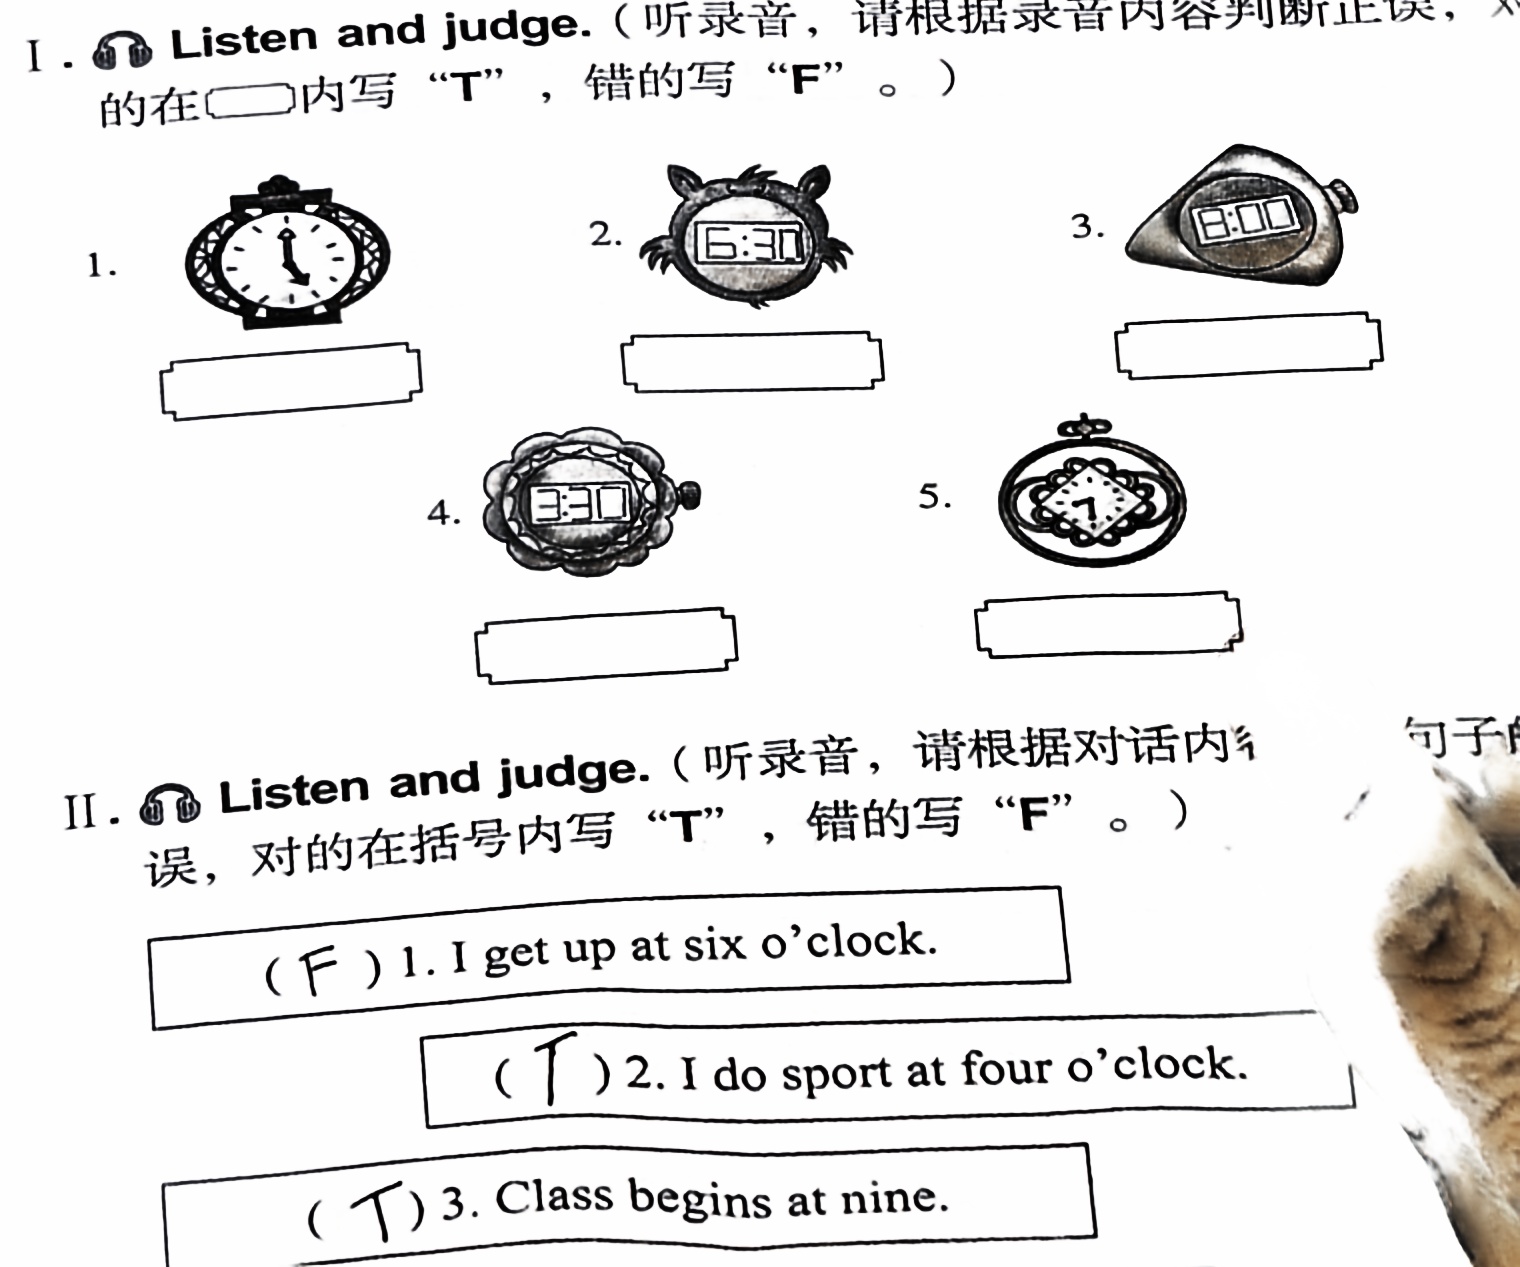 I. Listen and judge.（听录音，请根据录音内容判断正误，对
的在 内写“T”，错的写“F”。）
1.
2. 6:30
3. 8:00
4. 3:30
5.
II. Listen and judge.（听录音，请根据对话内 句子的
误，对的在括号内写“T”，错的写“F”。）
(F) 1. I get up at six o’clock.
(T) 2. I do sport at four o’clock.
(T) 3. Class begins at nine.